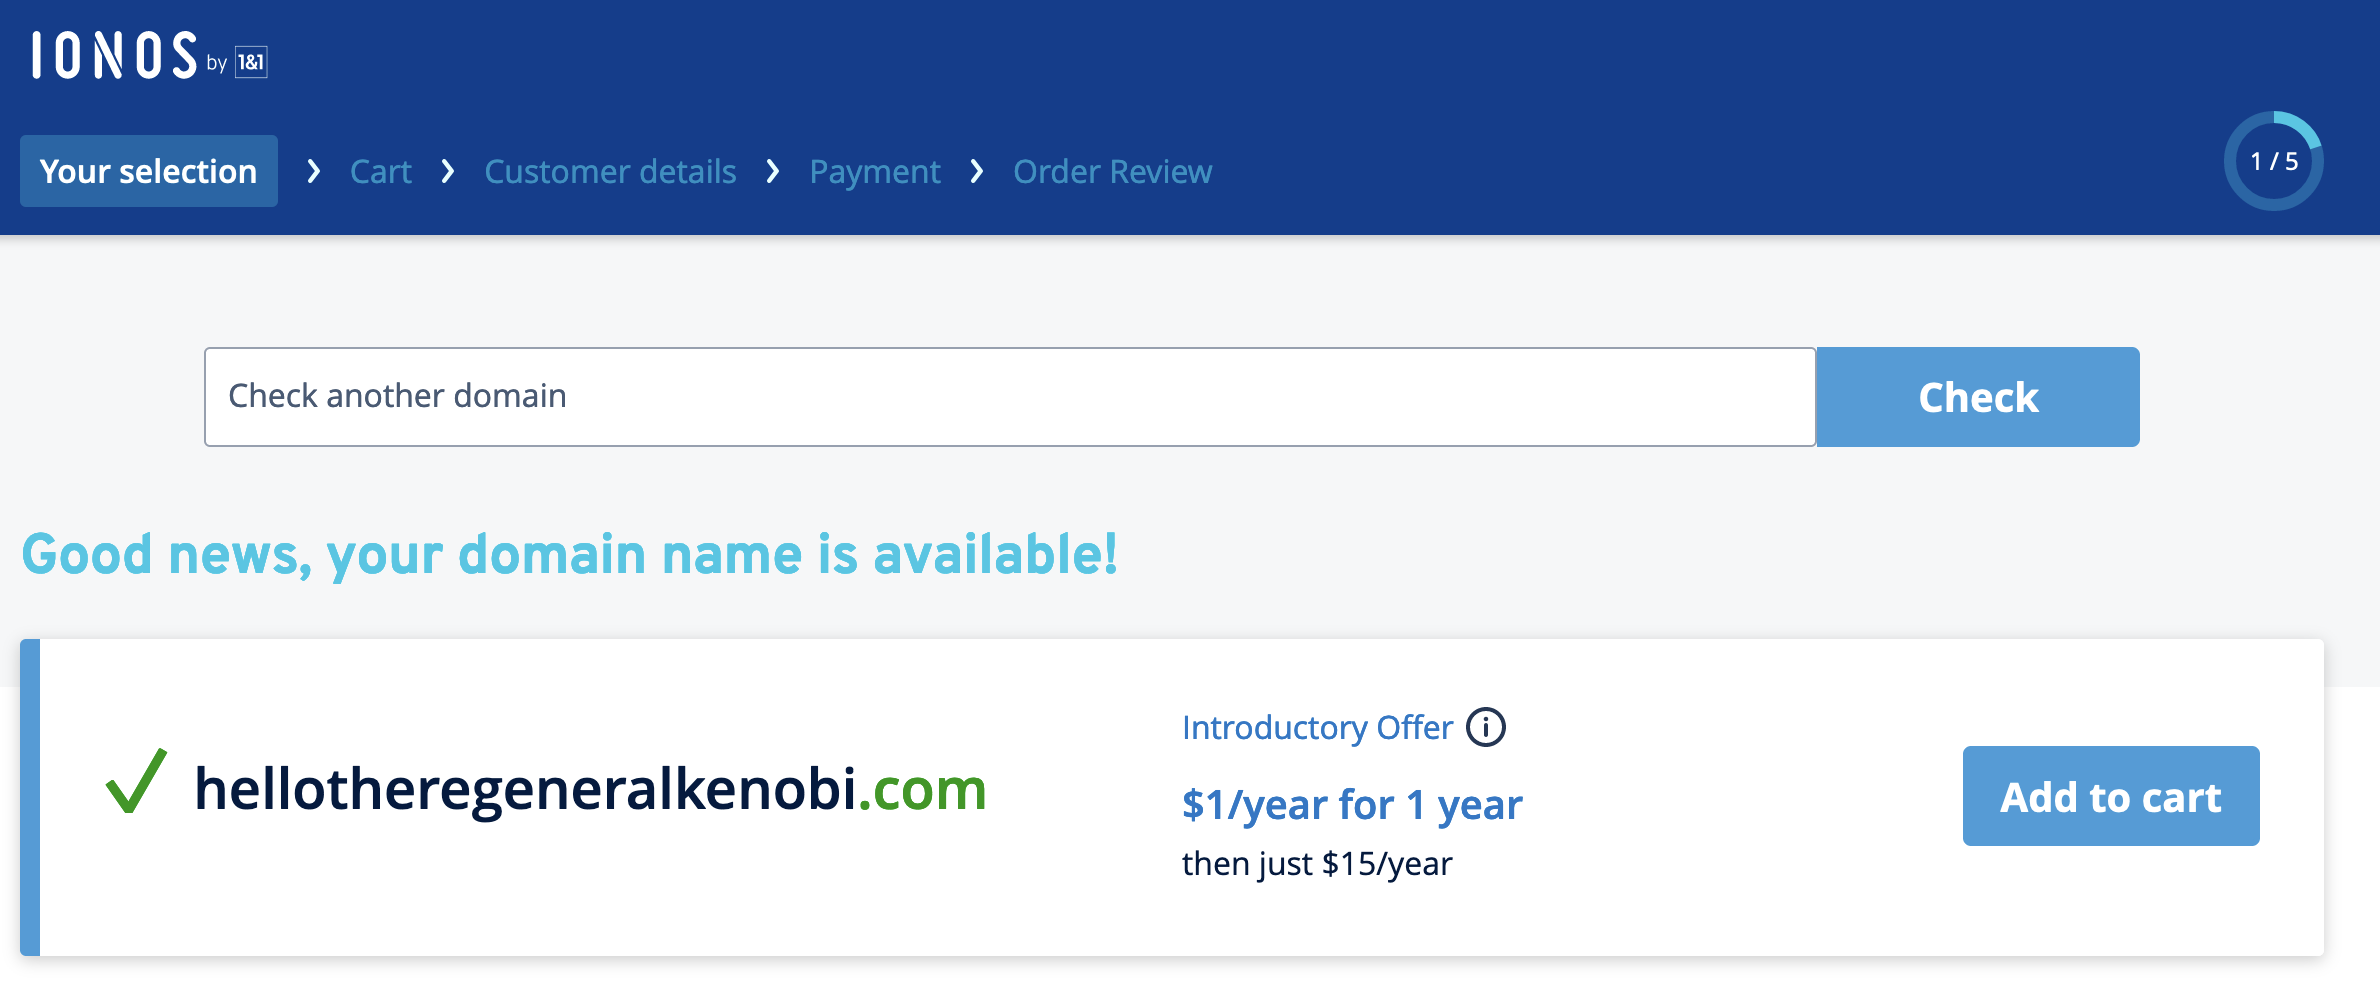 IONOS by 1&1
Your selection > Cart > Customer details > Payment > Order Review
1 / 5
Check another domain
Check
Good news, your domain name is available!
Introductory Offer i
hellotheregeneralkenobi.com
$1/year for 1 year
then just $15/year
Add to cart